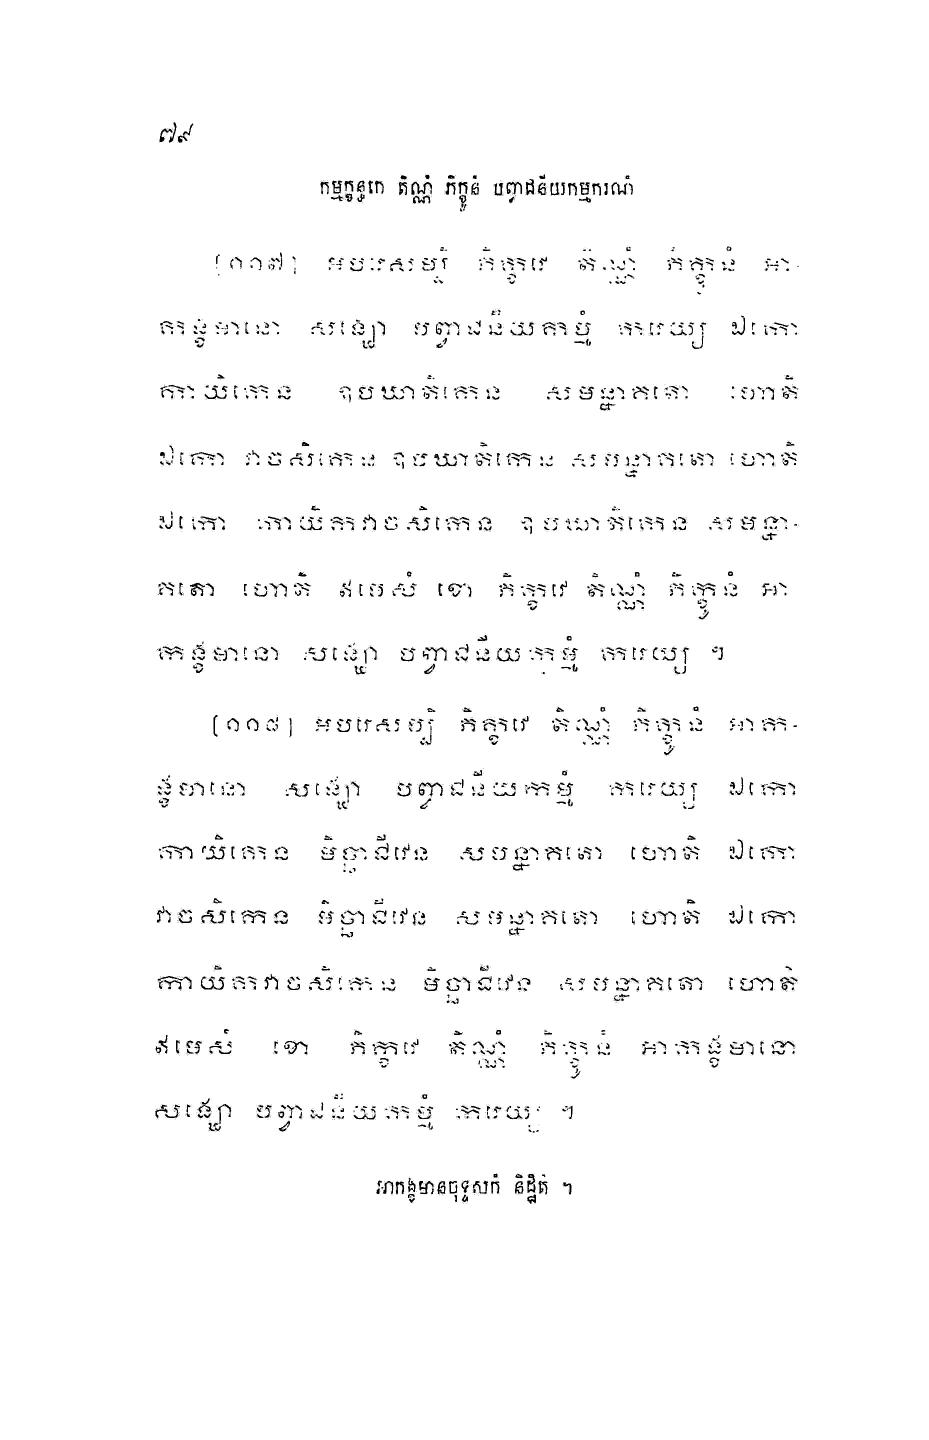 ៧៩
កម្មក្ខន្ធកេ តិណ្ណំ ភិក្ខូនំ បព្វាជនីយកម្មករណំ
[១១៧] អបរេសម្បិ ភិក្ខវេ តិណ្ណំ ភិក្ខូនំ អា-
កង្ខមានោ សង្ឃោ បព្វាជនីយកម្មំ ករេយ្យ ឯកោ
កាយិកេន ឧបឃាតិកេន សមន្នាគតោ ហោតិ
ឯកោ វាចសិកេន ឧបឃាតិកេន សមន្នាគតោ ហោតិ
ឯកោ កាយិកវាចសិកេន ឧបឃាតិកេន សមន្នា-
គតោ ហោតិ ឥមេសំ ខោ ភិក្ខវេ តិណ្ណំ ភិក្ខូនំ អា
កង្ខមានោ សង្ឃោ បព្វាជនីយកម្មំ ករេយ្យ ។
[១១៨] អបរេសម្បិ ភិក្ខវេ តិណ្ណំ ភិក្ខូនំ អាក-
ង្ខមានោ សង្ឃោ បព្វាជនីយកម្មំ ករេយ្យ ឯកោ
កាយិកេន មិច្ឆាជីវេន សមន្នាគតោ ហោតិ ឯកោ
វាចសិកេន មិច្ឆាជីវេន សមន្នាគតោ ហោតិ ឯកោ
កាយិកវាចសិកេន មិច្ឆាជីវេន សមន្នាគតោ ហោតិ
ឥមេសំ ខោ ភិក្ខវេ តិណ្ណំ ភិក្ខូនំ អាកង្ខមានោ
សង្ឃោ បព្វាជនីយកម្មំ ករេយ្យ ។
អាកង្ខមានចុទ្ទសកំ និដ្ឋិតំ ។